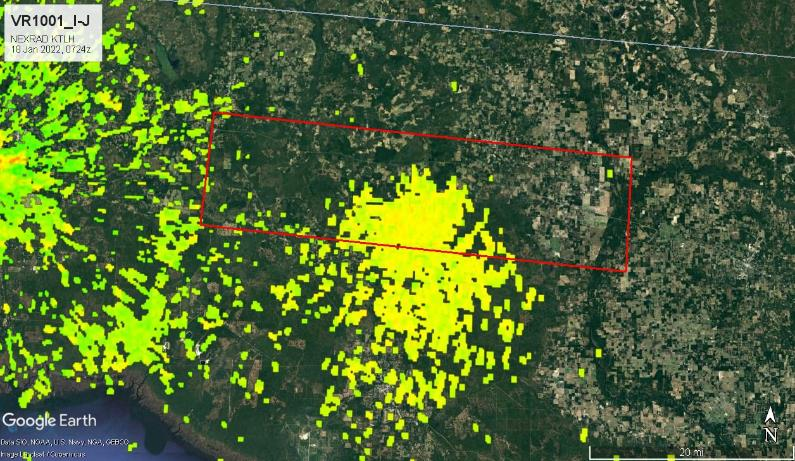 VR1001_I-J
NEXRAD KTLH
18 Jan 2022, 0724z
Google Earth
Data SIO, NOAA, U.S. Navy, NGA, GEBCO
Image Landsat / Copernicus
N
20 mi